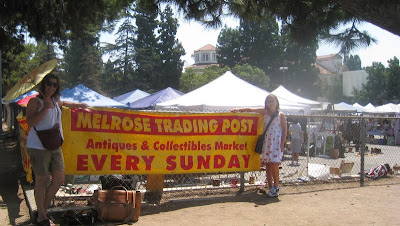 MELROSE TRADING POST
Antiques & Collectibles Market
EVERY SUNDAY